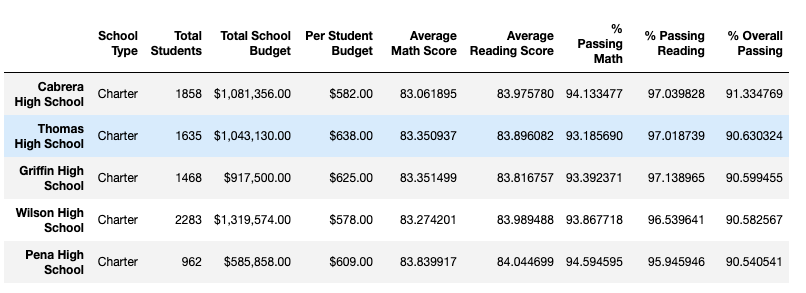 School Type Total Students Total School Budget Per Student Budget Average Math Score Average Reading Score % Passing Math % Passing Reading % Overall Passing
Cabrera High School Charter 1858 $1,081,356.00 $582.00 83.061895 83.975780 94.133477 97.039828 91.334769
Thomas High School Charter 1635 $1,043,130.00 $638.00 83.350937 83.896082 93.185690 97.018739 90.630324
Griffin High School Charter 1468 $917,500.00 $625.00 83.351499 83.816757 93.392371 97.138965 90.599455
Wilson High School Charter 2283 $1,319,574.00 $578.00 83.274201 83.989488 93.867718 96.539641 90.582567
Pena High School Charter 962 $585,858.00 $609.00 83.839917 84.044699 94.594595 95.945946 90.540541